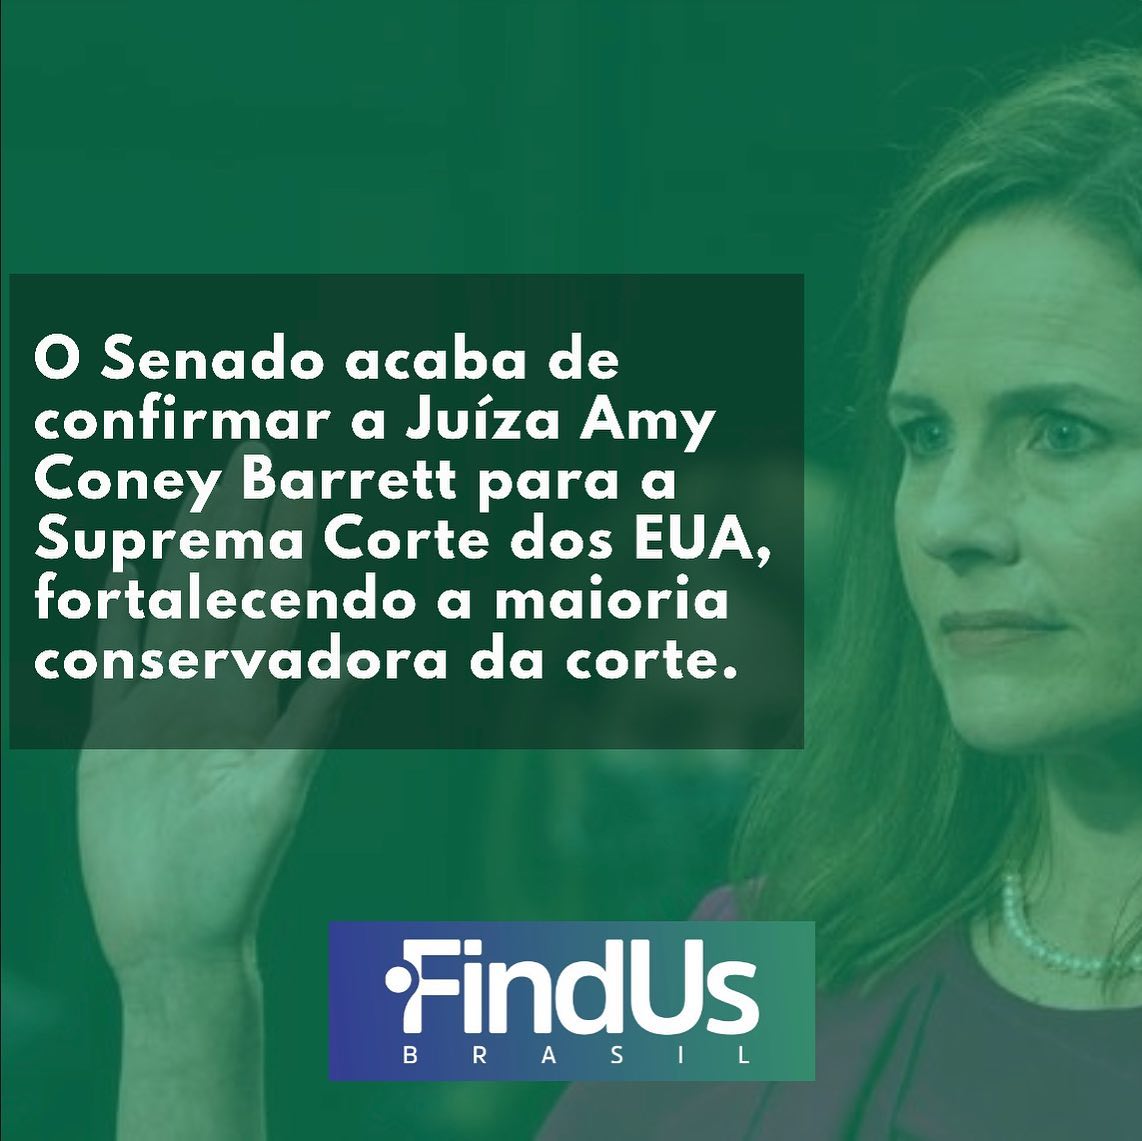 O Senado acaba de
confirmar a Juíza Amy
Coney Barrett para a
Suprema Corte dos EUA,
fortalecendo a maioria
conservadora da corte.
FindUs
BRASIL